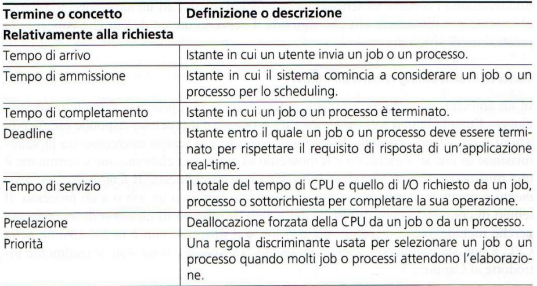 Termine o concetto Definizione o descrizione
Relativamente alla richiesta
Tempo di arrivo Istante in cui un utente invia un job o un processo.
Tempo di ammissione Istante in cui il sistema comincia a considerare un job o un
processo per lo scheduling.
Tempo di completamento Istante in cui un job o un processo è terminato.
Deadline Istante entro il quale un job o un processo deve essere termi-
nato per rispettare il requisito di risposta di un'applicazione
real-time.
Tempo di servizio Il totale del tempo di CPU e quello di I/O richiesto da un job,
processo o sottorichiesta per completare la sua operazione.
Preelazione Deallocazione forzata della CPU da un job o da un processo.
Priorità Una regola discriminante usata per selezionare un job o un
processo quando molti job o processi attendono l'elaborazio-
ne.